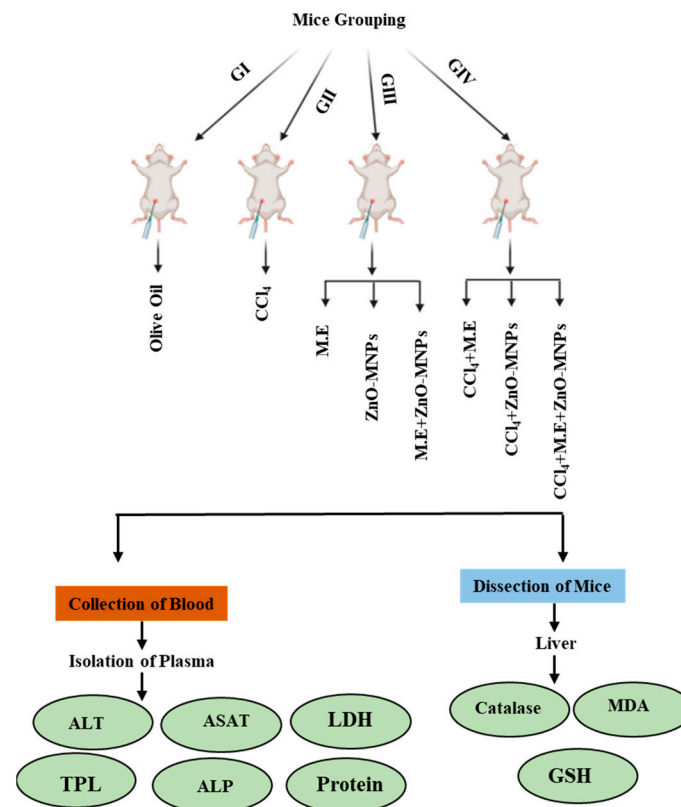 Mice Grouping
GI
GII
GIII
GIV
Olive Oil
CCl₄
M.E
ZnO-MNPs
M.E+ZnO-MNPs
CCl₄+M.E
CCl₄+ZnO-MNPs
CCl₄+M.E+ZnO-MNPs
Collection of Blood
Isolation of Plasma
ALT
ASAT
LDH
TPL
ALP
Protein
Dissection of Mice
Liver
Catalase
MDA
GSH